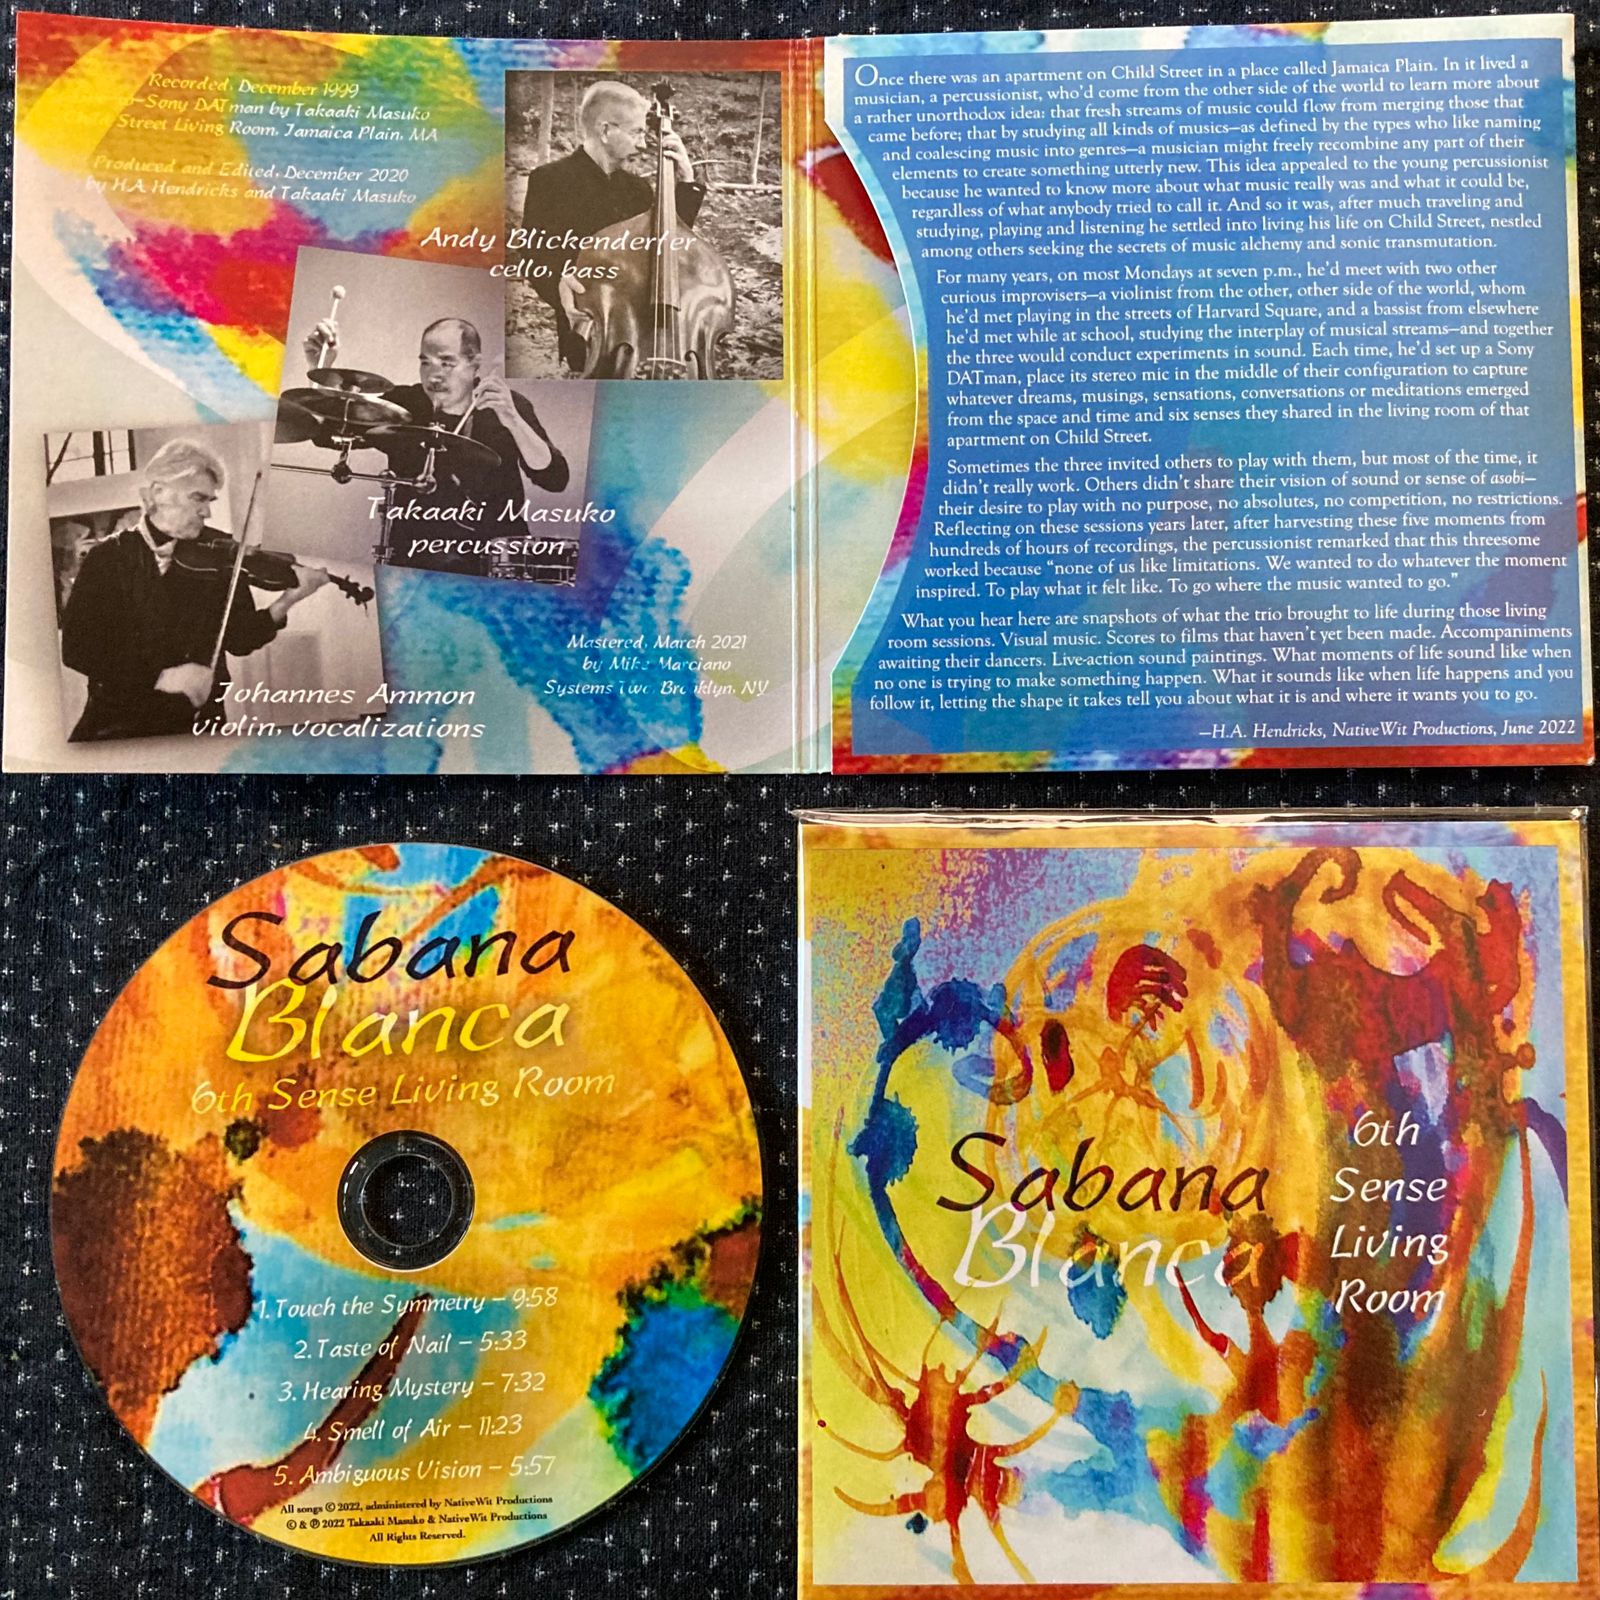 Recorded, December 1999
Sony DATman by Takaaki Masuko
Street Living Room, Jamaica Plain, MA
Produced and Edited, December 2020
by H.A. Hendricks and Takaaki Masuko
Andy Blickenderfer
cello, bass
Takaaki Masuko
percussion
Johannes Ammon
violin, vocalizations
Mastered, March 2021
by Mike Marciano
Systems Two, Brooklyn, NY
Once there was an apartment on Child Street in a place called Jamaica Plain. In it lived a
musician, a percussionist, who'd come from the other side of the world to learn more about
a rather unorthodox idea: that fresh streams of music could flow from merging those that
came before; that by studying all kinds of musics—as defined by the types who like naming
and coalescing music into genres—a musician might freely recombine any part of their
elements to create something utterly new. This idea appealed to the young percussionist
because he wanted to know more about what music really was and what it could be,
regardless of what anybody tried to call it. And so it was, after much traveling and
studying, playing and listening he settled into living his life on Child Street, nestled
among others seeking the secrets of music alchemy and sonic transmutation.
For many years, on most Mondays at seven p.m., he'd meet with two other
curious improvisers—a violinist from the other, other side of the world, whom
he'd met playing in the streets of Harvard Square, and a bassist from elsewhere
he'd met while at school, studying the interplay of musical streams—and together
the three would conduct experiments in sound. Each time, he'd set up a Sony
DATman, place its stereo mic in the middle of their configuration to capture
whatever dreams, musings, sensations, conversations or meditations emerged
from the space and time and six senses they shared in the living room of that
apartment on Child Street.
Sometimes the three invited others to play with them, but most of the time, it
didn't really work. Others didn't share their vision of sound or sense of asobi—
their desire to play with no purpose, no absolutes, no competition, no restrictions.
Reflecting on these sessions years later, after harvesting these five moments from
hundreds of hours of recordings, the percussionist remarked that this threesome
worked because "none of us like limitations. We wanted to do whatever the moment
inspired. To play what it felt like. To go where the music wanted to go."
What you hear here are snapshots of what the trio brought to life during those living
room sessions. Visual music. Scores to films that haven't yet been made. Accompaniments
awaiting their dancers. Live-action sound paintings. What moments of life sound like when
no one is trying to make something happen. What it sounds like when life happens and you
follow it, letting the shape it takes tell you about what it is and where it wants you to go.
—H.A. Hendricks, NativeWit Productions, June 2022
Sabana
Blanca
6th Sense Living Room
1. Touch the Symmetry – 9:58
2. Taste of Nail – 5:33
3. Hearing Mystery – 7:32
4. Smell of Air – 11:23
5. Ambiguous Vision – 5:57
All songs © 2022, administered by NativeWit Productions
© & ℗ 2022 Takaaki Masuko & NativeWit Productions
All Rights Reserved.
Sabana
Blanca
6th
Sense
Living
Room